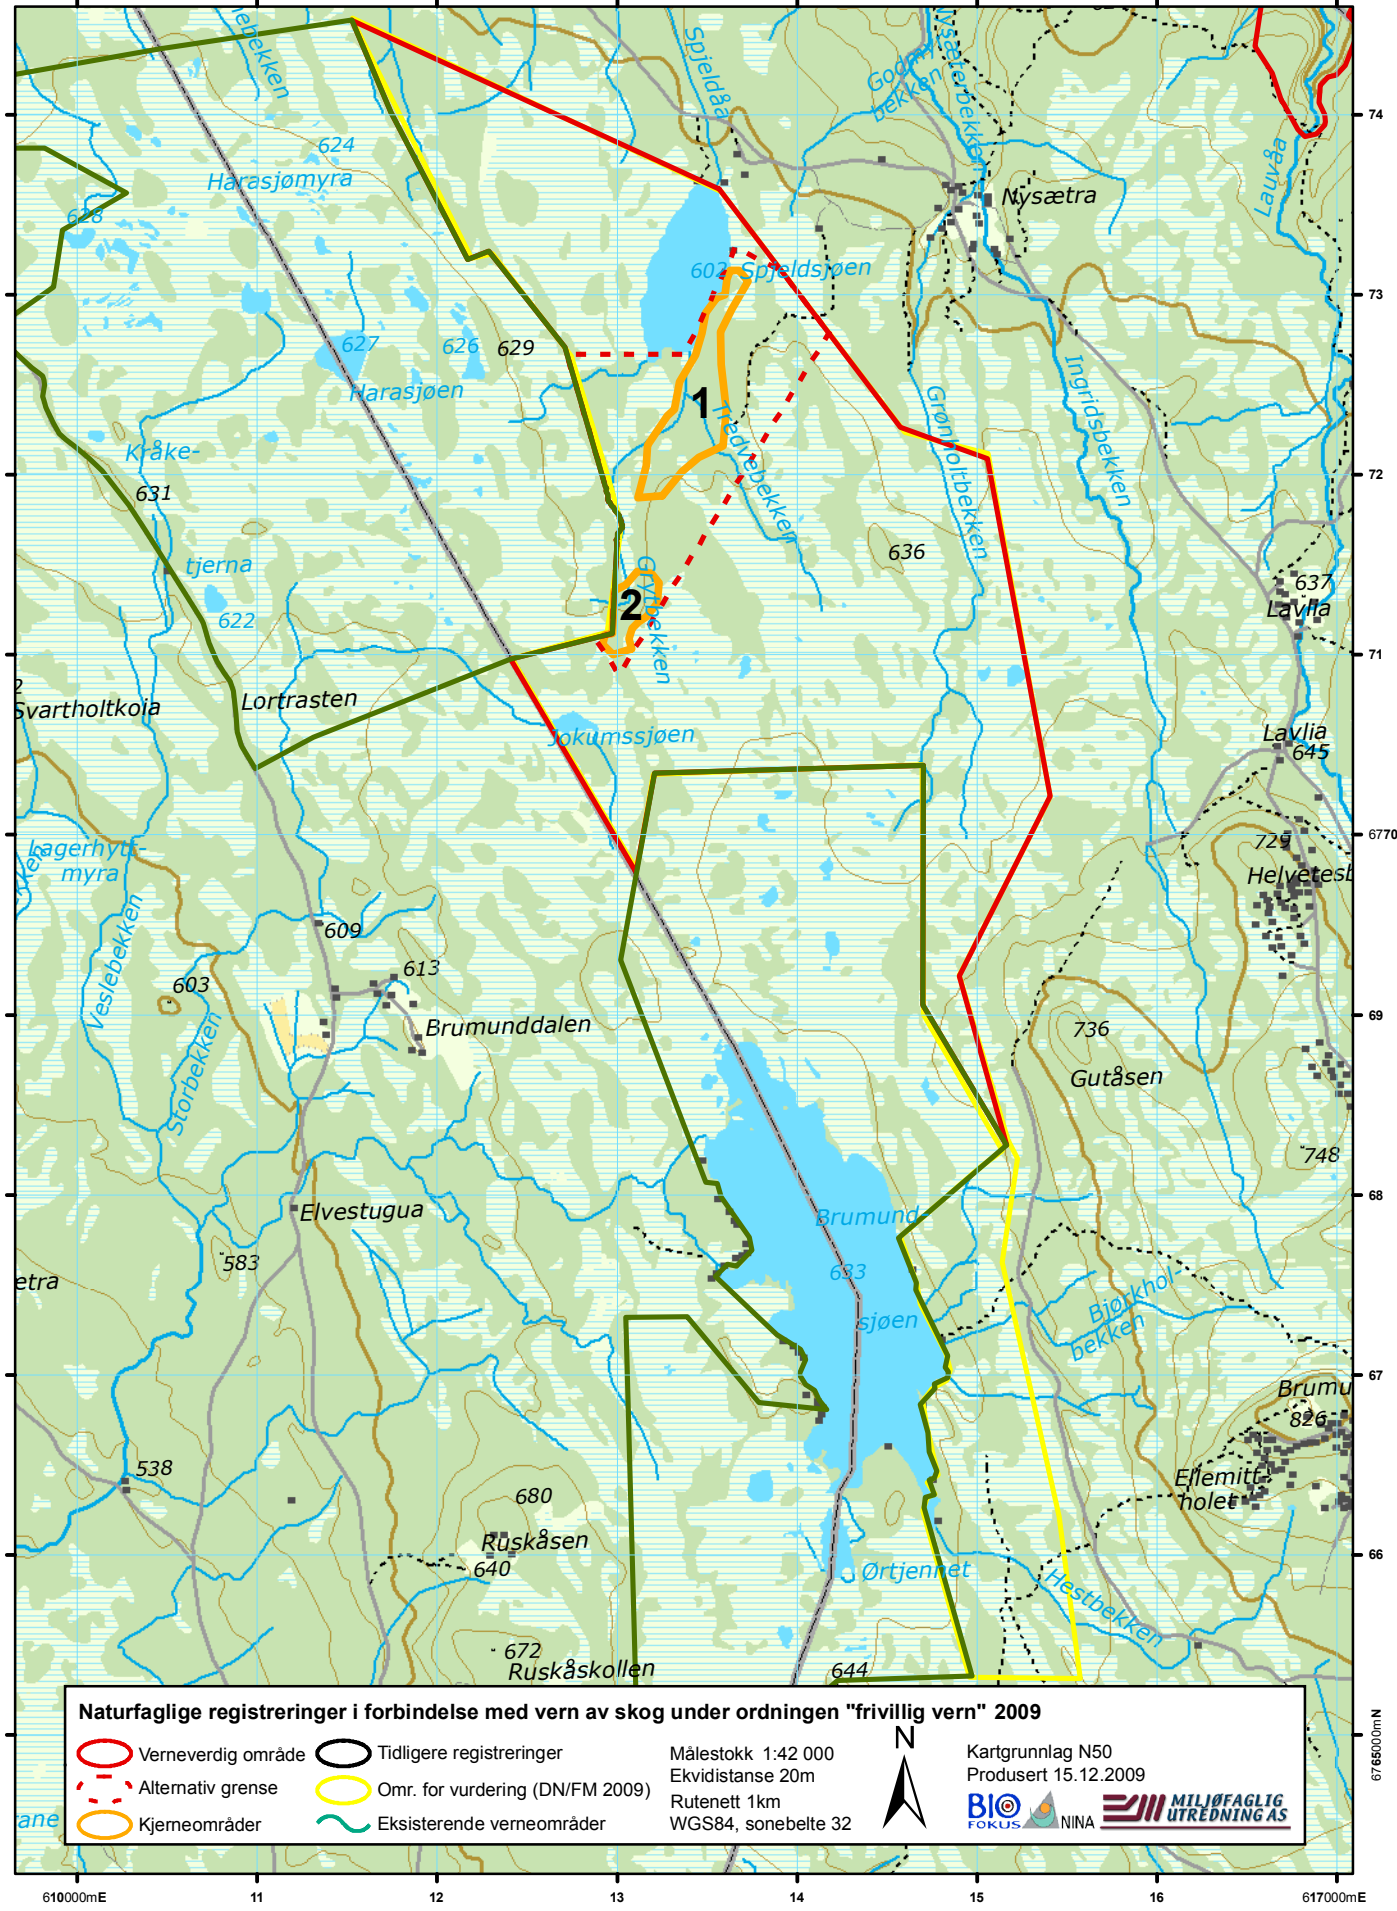 Spjeldåa
Nysæterbekken
bekken
74
624
Harasjømyra
Lauvåa
628
Nysætra
602 Spjeldsjøen
73
627
626
629
Harasjøen
1
Tredvebekken
Grønholtbekken
Ingridsbekken
Kråke-
72
631
tjerna
636
622
Grytbekken
637
2
Lavlia
71
Svartholtkoia
Lortrasten
Jokumssjøen
Lavlia
645
6770
Lagerhytt-
myra
729
Helvetesb
609
613
603
Veslebekken
Brumunddalen
69
736
Gutåsen
Storbekken
748
68
Elvestugua
Brumund-
583
633
etra
sjøen
Bjørkhol-
bekken
67
Brumu
826
538
Ellemitt-
holet
680
Ruskåsen
640
66
Ørtjennet
Hestbekken
672
Ruskåskollen
644
Naturfaglige registreringer i forbindelse med vern av skog under ordningen "frivillig vern" 2009
Verneverdig område
Alternativ grense
Kjerneområder
Tidligere registreringer
Omr. for vurdering (DN/FM 2009)
Eksisterende verneområder
Målestokk 1:42 000
Ekvidistanse 20m
Rutenett 1km
WGS84, sonebelte 32
N
Kartgrunnlag N50
Produsert 15.12.2009
BIO
FOKUS
NINA
MILJØFAGLIG
UTREDNING AS
6765000mN
ane
610000mE
11
12
13
14
15
16
617000mE